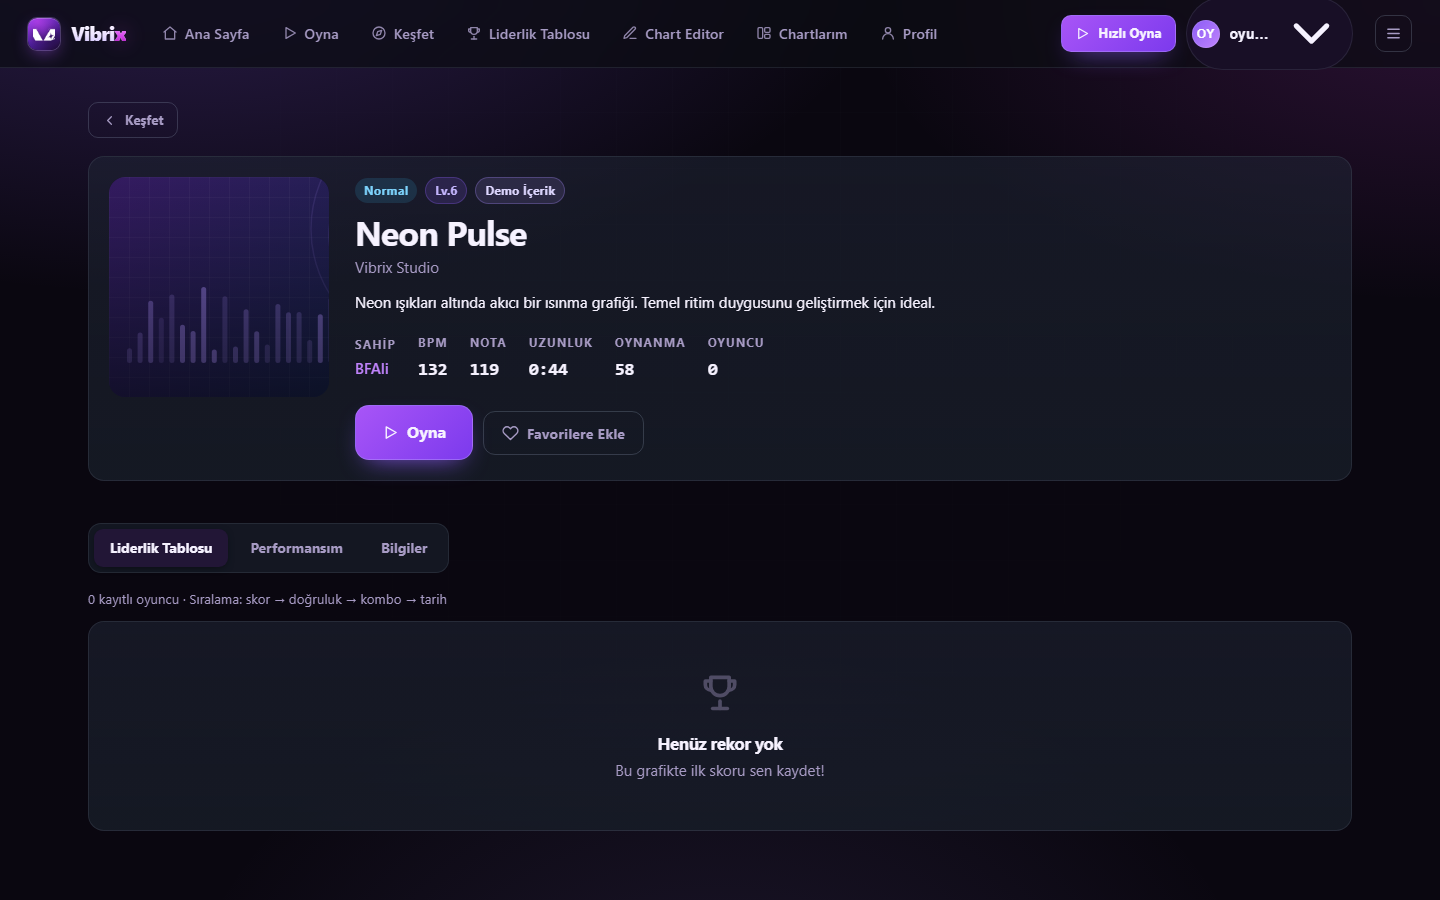 Vibrix
Ana Sayfa
Oyna
Keşfet
Liderlik Tablosu
Chart Editor
Chartlarım
Profil
Hızlı Oyna
OY
oyu...
Keşfet
Normal
Lv.6
Demo İçerik
Neon Pulse
Vibrix Studio
Neon ışıkları altında akıcı bir ısınma grafiği. Temel ritim duygusunu geliştirmek için ideal.
SAHİP
BFAli
BPM
132
NOTA
119
UZUNLUK
0:44
OYNANMA
58
OYUNCU
0
Oyna
Favorilere Ekle
Liderlik Tablosu
Performansım
Bilgiler
0 kayıtlı oyuncu · Sıralama: skor → doğruluk → kombo → tarih
Henüz rekor yok
Bu grafikte ilk skoru sen kaydet!